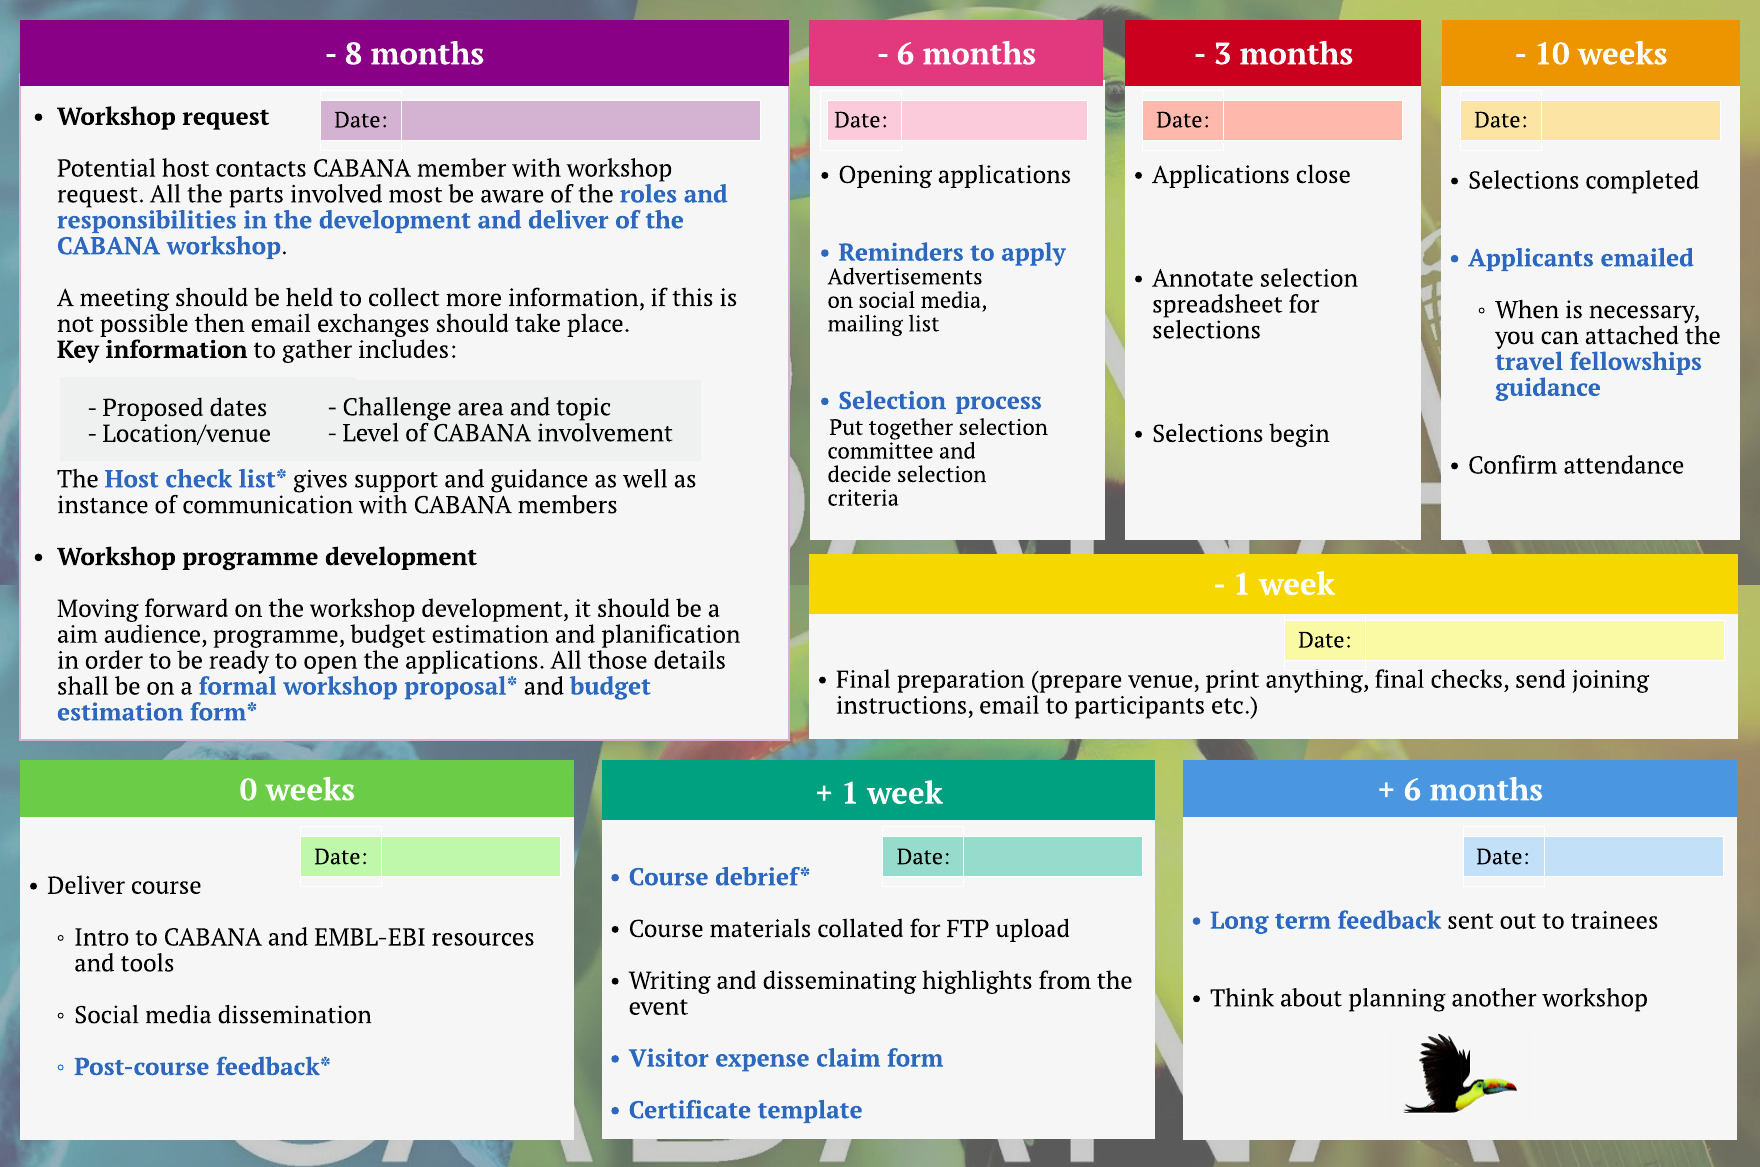 - 8 months
• Workshop request
Date:
Potential host contacts CABANA member with workshop
request. All the parts involved most be aware of the roles and
responsibilities in the development and deliver of the
CABANA workshop.
A meeting should be held to collect more information, if this is
not possible then email exchanges should take place.
Key information to gather includes:
- Proposed dates
- Location/venue
- Challenge area and topic
- Level of CABANA involvement
The Host check list* gives support and guidance as well as
instance of communication with CABANA members
• Workshop programme development
Moving forward on the workshop development, it should be a
aim audience, programme, budget estimation and planification
in order to be ready to open the applications. All those details
shall be on a formal workshop proposal* and budget
estimation form*
- 6 months
Date:
• Opening applications
• Reminders to apply
Advertisements
on social media,
mailing list
• Selection process
Put together selection
committee and
decide selection
criteria
- 3 months
Date:
• Applications close
• Annotate selection
spreadsheet for
selections
• Selections begin
- 10 weeks
Date:
• Selections completed
• Applicants emailed
◦ When is necessary,
you can attached the
travel fellowships
guidance
• Confirm attendance
- 1 week
Date:
• Final preparation (prepare venue, print anything, final checks, send joining
instructions, email to participants etc.)
0 weeks
Date:
• Deliver course
◦ Intro to CABANA and EMBL-EBI resources
and tools
◦ Social media dissemination
◦ Post-course feedback*
+ 1 week
Date:
• Course debrief*
• Course materials collated for FTP upload
• Writing and disseminating highlights from the
event
• Visitor expense claim form
• Certificate template
+ 6 months
Date:
• Long term feedback sent out to trainees
• Think about planning another workshop